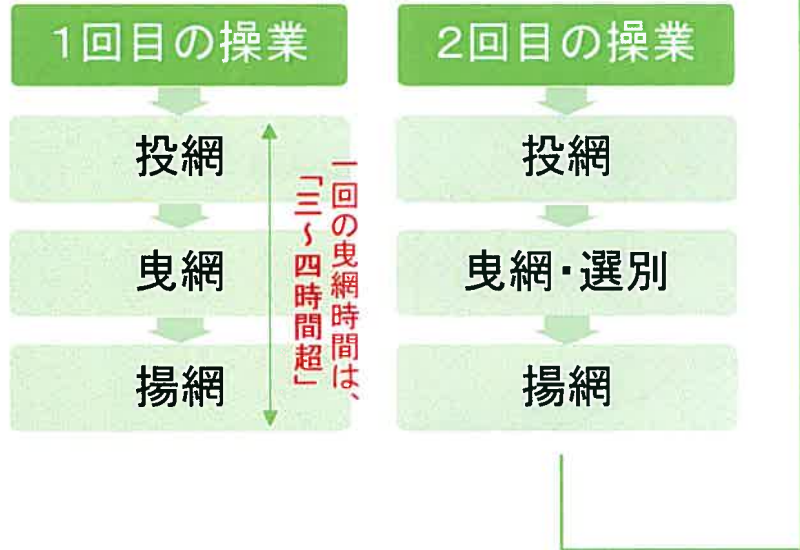 1回目の操業
投網
曳網
揚網
一回の曳網時間は、
「三～四時間超」
2回目の操業
投網
曳網・選別
揚網